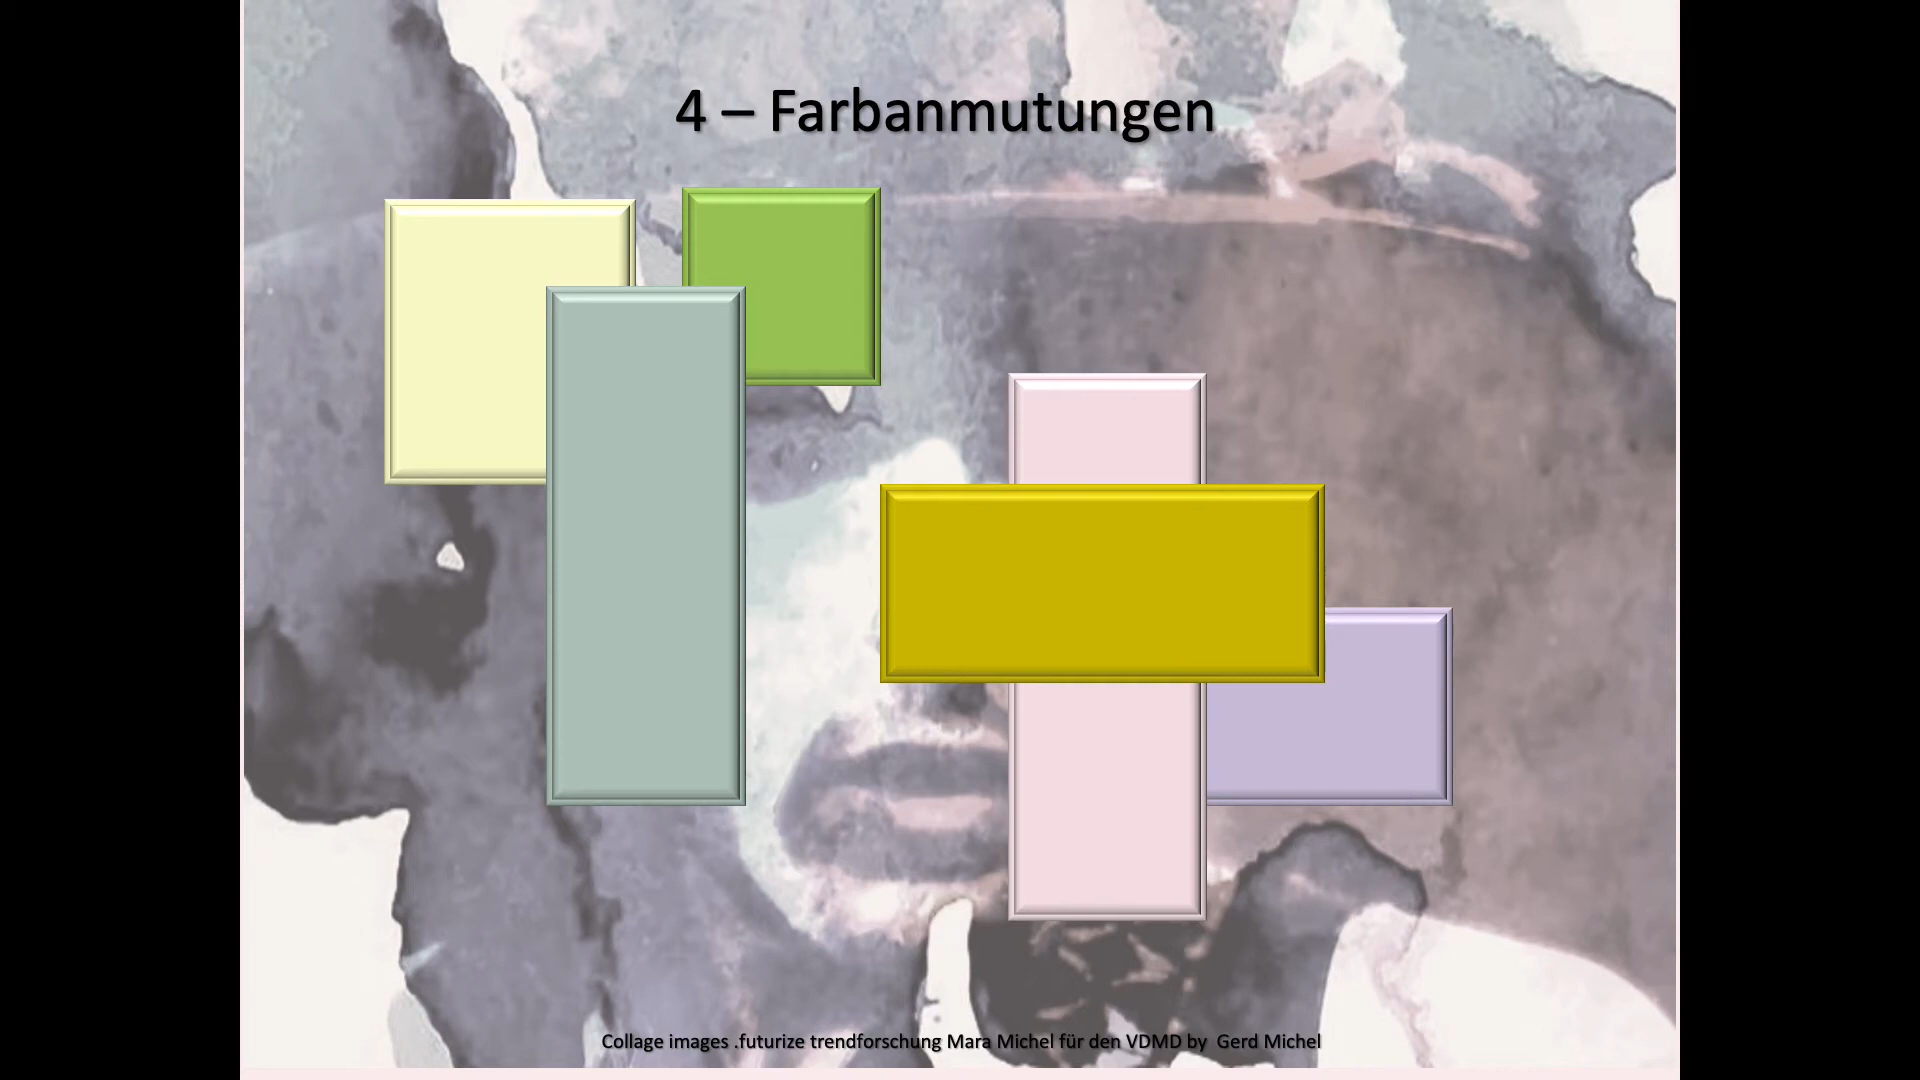 4 – Farbanmutungen
Collage images .futurize trendforschung Mara Michel für den VDMD by Gerd Michel